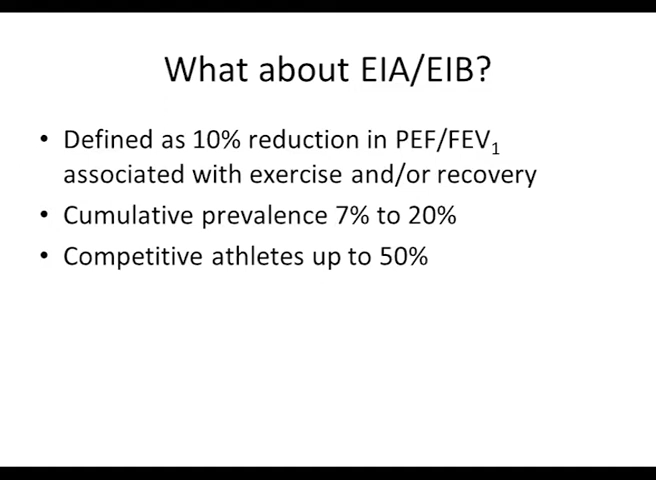 What about EIA/EIB?
• Defined as 10% reduction in PEF/FEV₁
associated with exercise and/or recovery
• Cumulative prevalence 7% to 20%
• Competitive athletes up to 50%